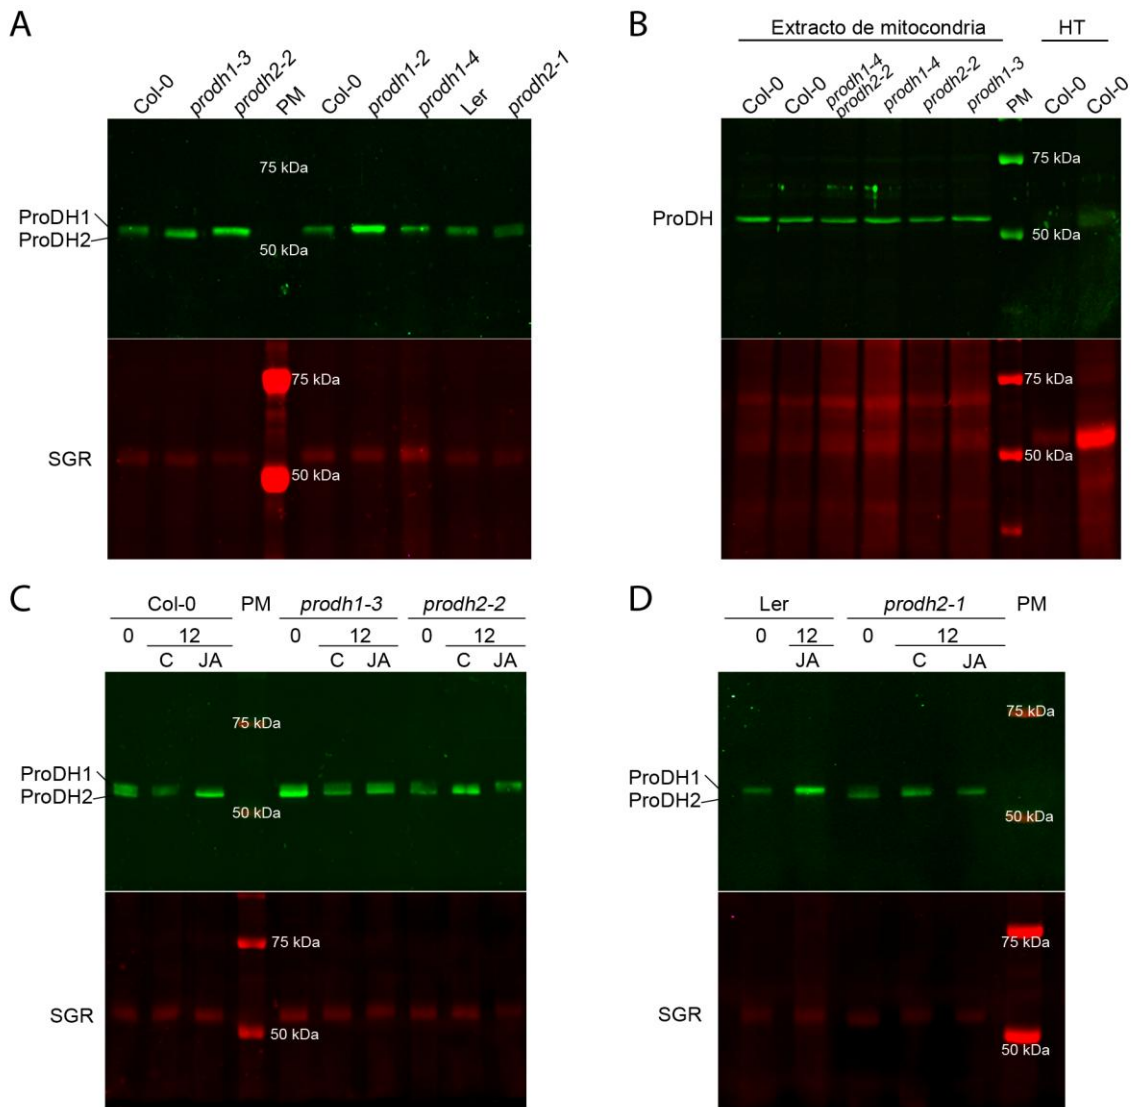 A
Col-0 prodh1-3 prodh2-2 PM Col-0 prodh1-2 prodh1-4 Ler prodh2-1
75 kDa
ProDH1
ProDH2
50 kDa
75 kDa
SGR
50 kDa
B
Extracto de mitocondria HT
Col-0 Col-0 prodh1-4 prodh2-2 prodh1-4 prodh2-2 prodh1-3 PM Col-0 Col-0
75 kDa
ProDH
50 kDa
75 kDa
50 kDa
C
Col-0 PM prodh1-3 prodh2-2
0 12 0 12 0 12
C JA C JA C JA
75 kDa
ProDH1
ProDH2
50 kDa
75 kDa
SGR
50 kDa
D
Ler prodh2-1 PM
0 12 0 12
JA C JA
75 kDa
ProDH1
ProDH2
50 kDa
75 kDa
SGR
50 kDa